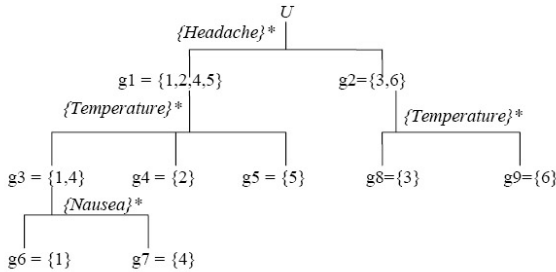 U
{Headache}*
g1 = {1,2,4,5} g2={3,6}
{Temperature}* {Temperature}*
g3 = {1,4} g4 = {2} g5 = {5} g8={3} g9={6}
{Nausea}*
g6 = {1} g7 = {4}